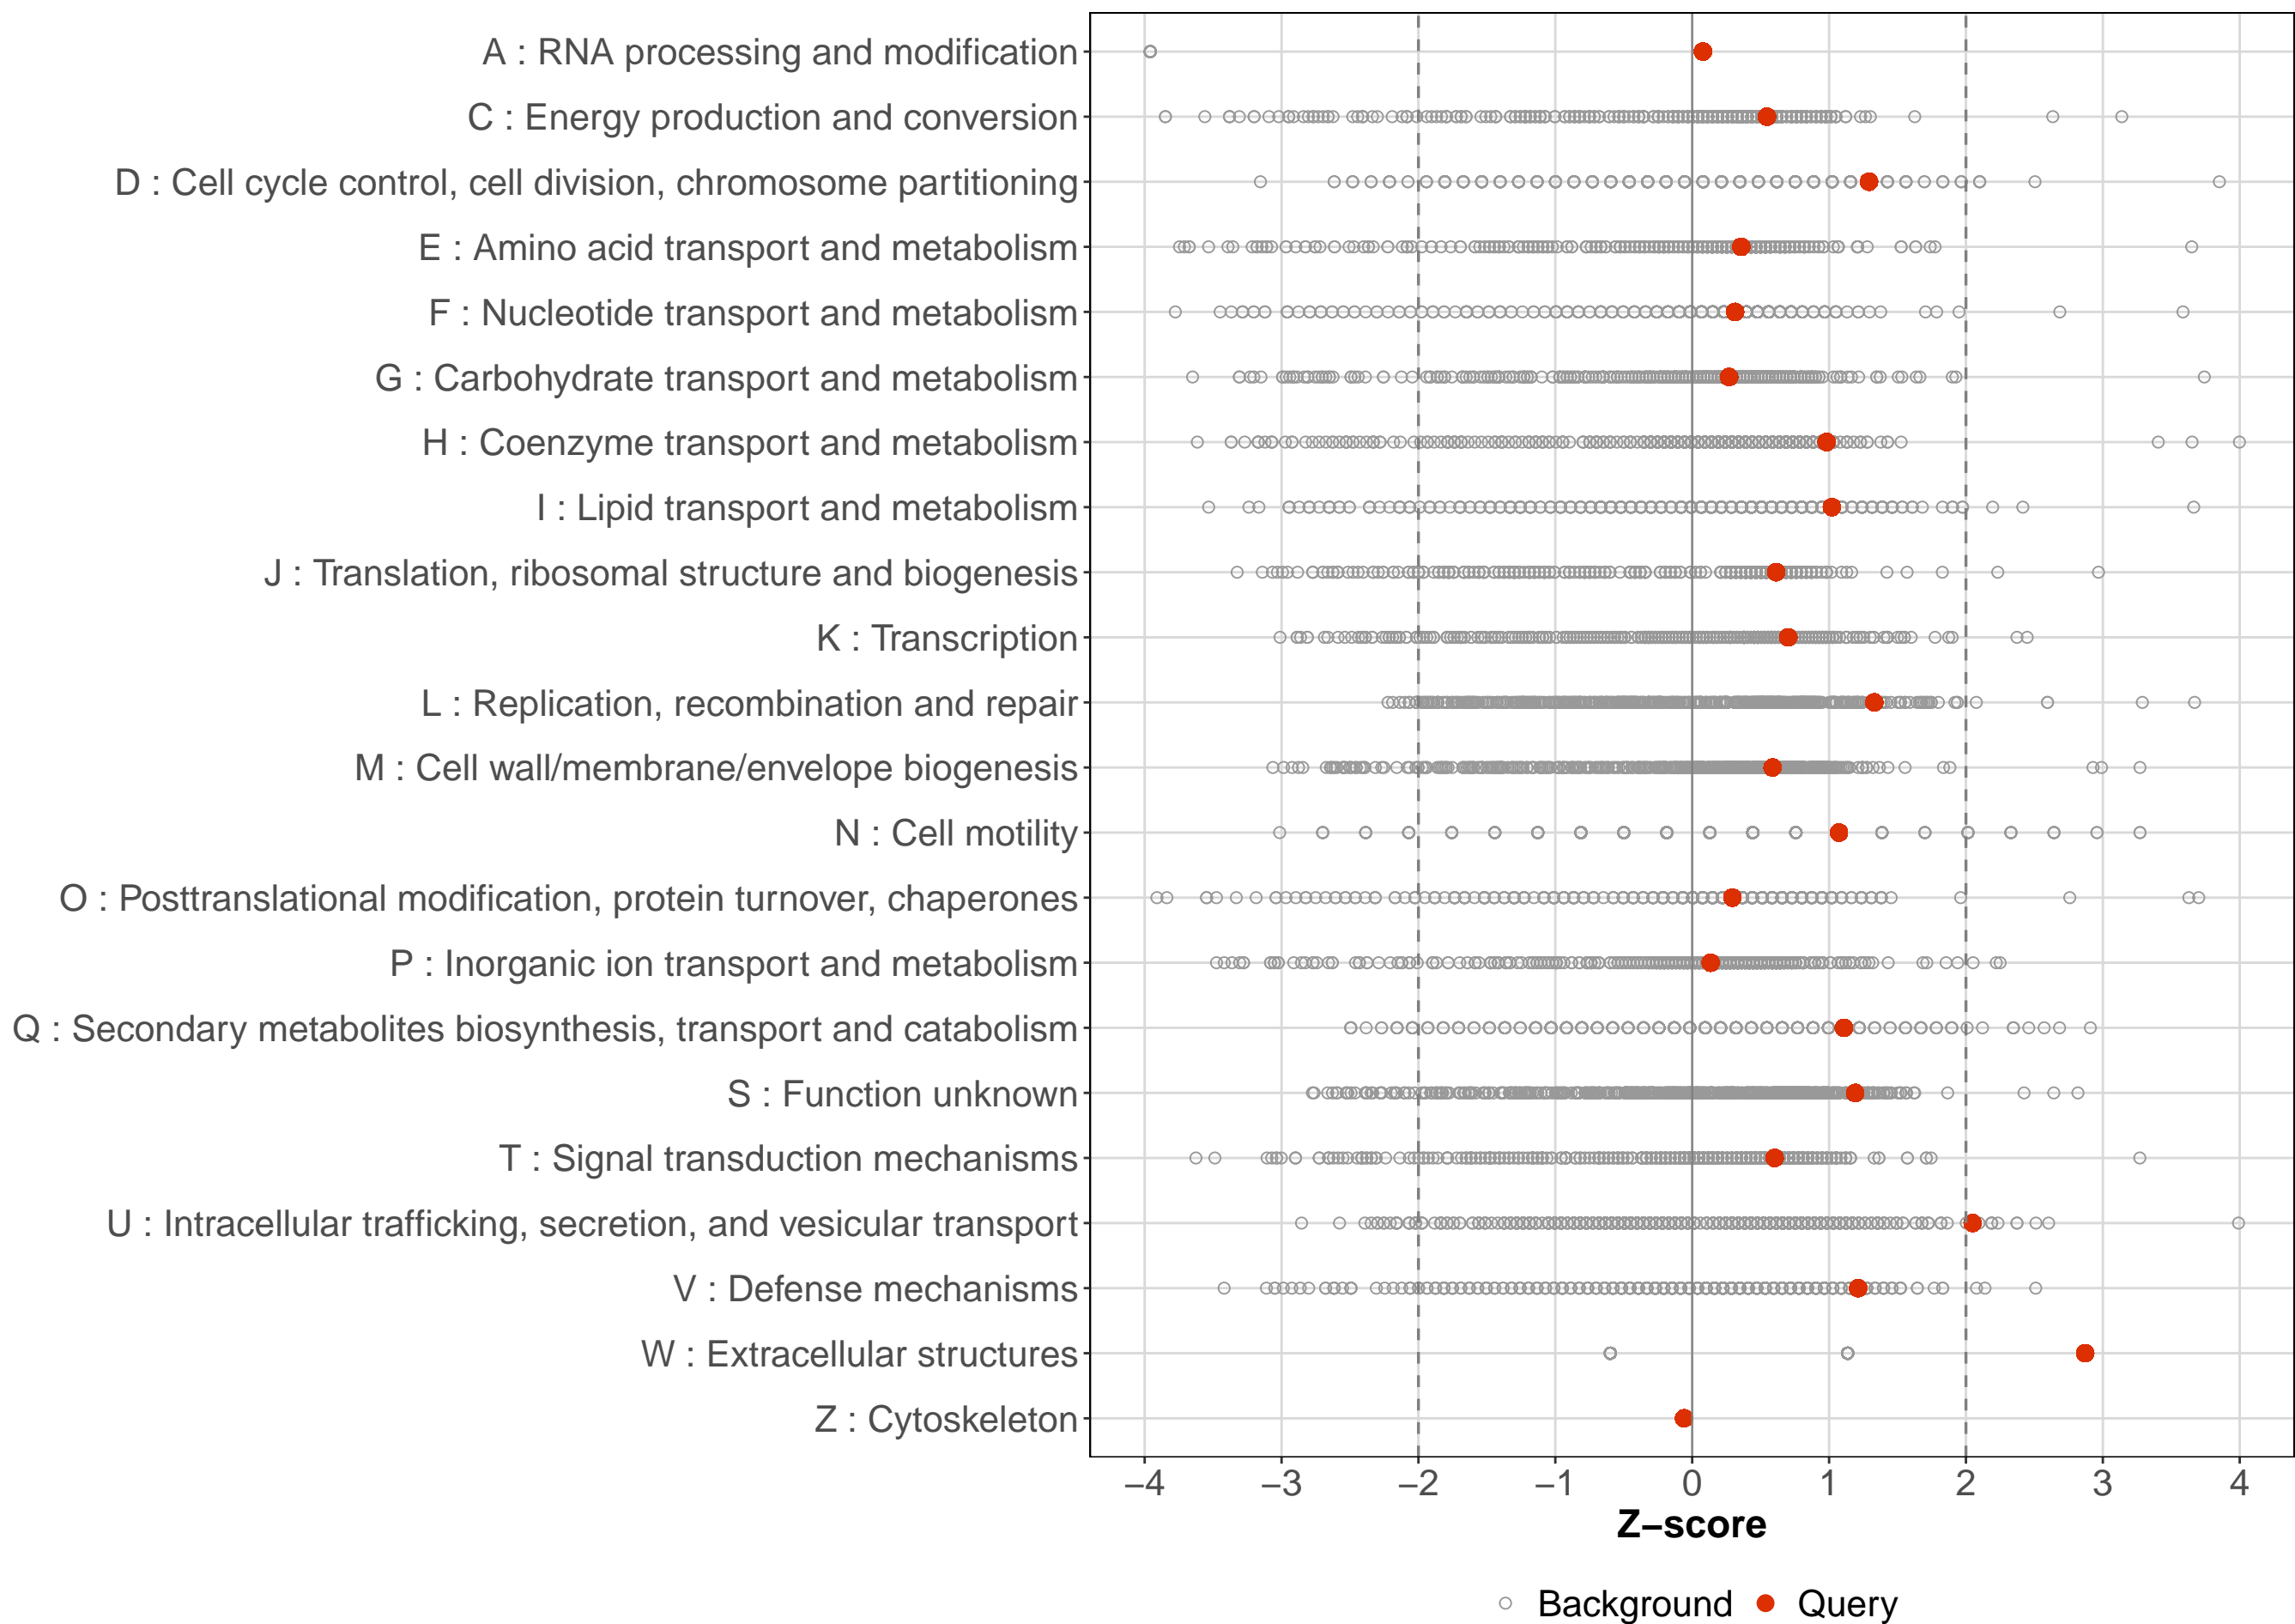 A : RNA processing and modification
C : Energy production and conversion
D : Cell cycle control, cell division, chromosome partitioning
E : Amino acid transport and metabolism
F : Nucleotide transport and metabolism
G : Carbohydrate transport and metabolism
H : Coenzyme transport and metabolism
I : Lipid transport and metabolism
J : Translation, ribosomal structure and biogenesis
K : Transcription
L : Replication, recombination and repair
M : Cell wall/membrane/envelope biogenesis
N : Cell motility
O : Posttranslational modification, protein turnover, chaperones
P : Inorganic ion transport and metabolism
Q : Secondary metabolites biosynthesis, transport and catabolism
S : Function unknown
T : Signal transduction mechanisms
U : Intracellular trafficking, secretion, and vesicular transport
V : Defense mechanisms
W : Extracellular structures
Z : Cytoskeleton
−4 −3 −2 −1 0 1 2 3 4
Z−score
Background Query